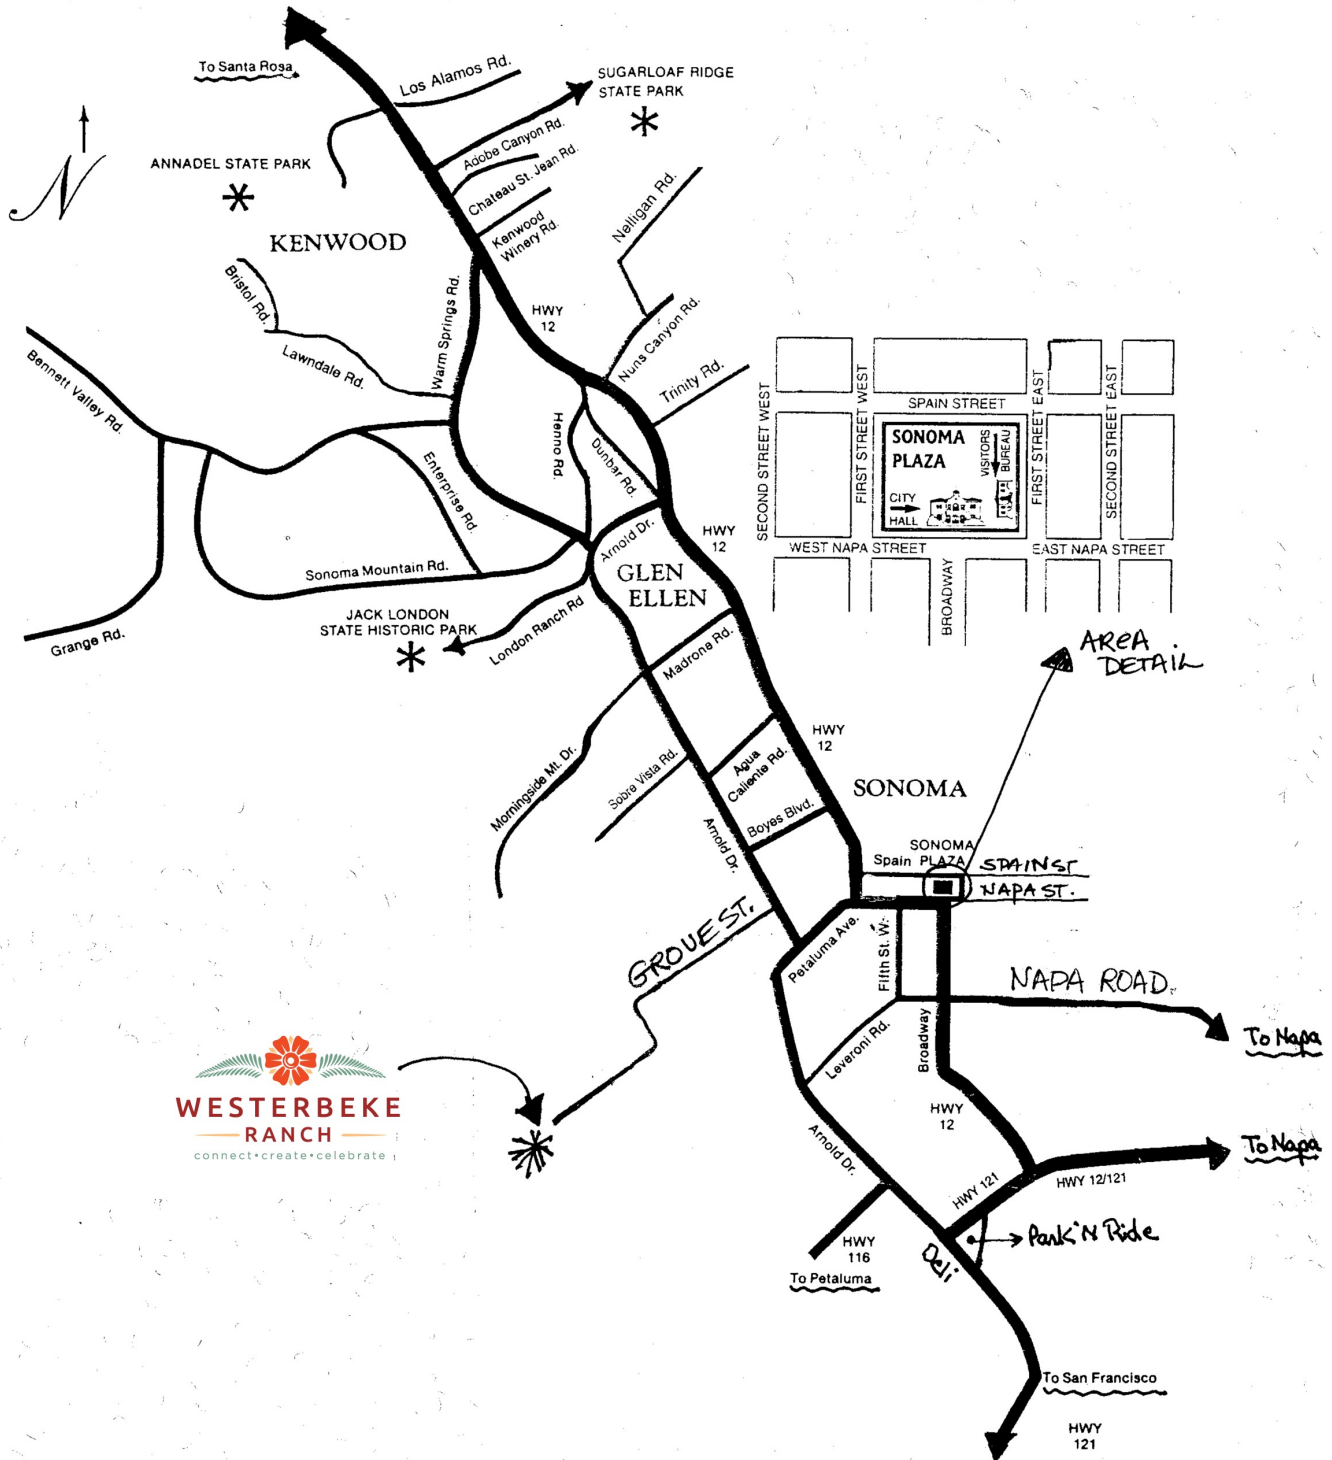 To Santa Rosa
Los Alamos Rd.
SUGARLOAF RIDGE
STATE PARK
Adobe Canyon Rd.
ANNADEL STATE PARK
Chateau St. Jean Rd.
N
KENWOOD
Kenwood
Winery Rd.
Nelligan Rd.
Bristol Rd.
Warm Springs Rd.
HWY
12
Nuns Canyon Rd.
Lawndale Rd.
Bennett Valley Rd.
Trinity Rd.
Henno Rd.
Dunbar Rd.
Enterprise Rd.
SECOND STREET WEST
FIRST STREET WEST
SPAIN STREET
FIRST STREET EAST
SECOND STREET EAST
SONOMA
PLAZA
VISITORS
BUREAU
CITY
HALL
WEST NAPA STREET
EAST NAPA STREET
BROADWAY
HWY
12
Arnold Dr.
Sonoma Mountain Rd.
GLEN
ELLEN
JACK LONDON
STATE HISTORIC PARK
London Ranch Rd
Grange Rd.
Madrone Rd.
AREA
DETAIL
HWY
12
Morningside Mt. Dr.
Sobre Vista Rd.
Agua
Caliente Rd.
Boyes Blvd.
Arnold Dr.
SONOMA
SONOMA
Spain PLAZA
SPAIN ST
NAPA ST.
GROVE ST.
Petaluma Ave.
Fifth St. W.
NAPA ROAD.
To Napa
Leveroni Rd.
Broadway
WESTERBEKE
RANCH
connect•create•celebrate
HWY
12
Arnold Dr.
To Napa
HWY 121
HWY 12/121
Park 'N Ride
HWY
116
Deli
To Petaluma
To San Francisco
HWY
121